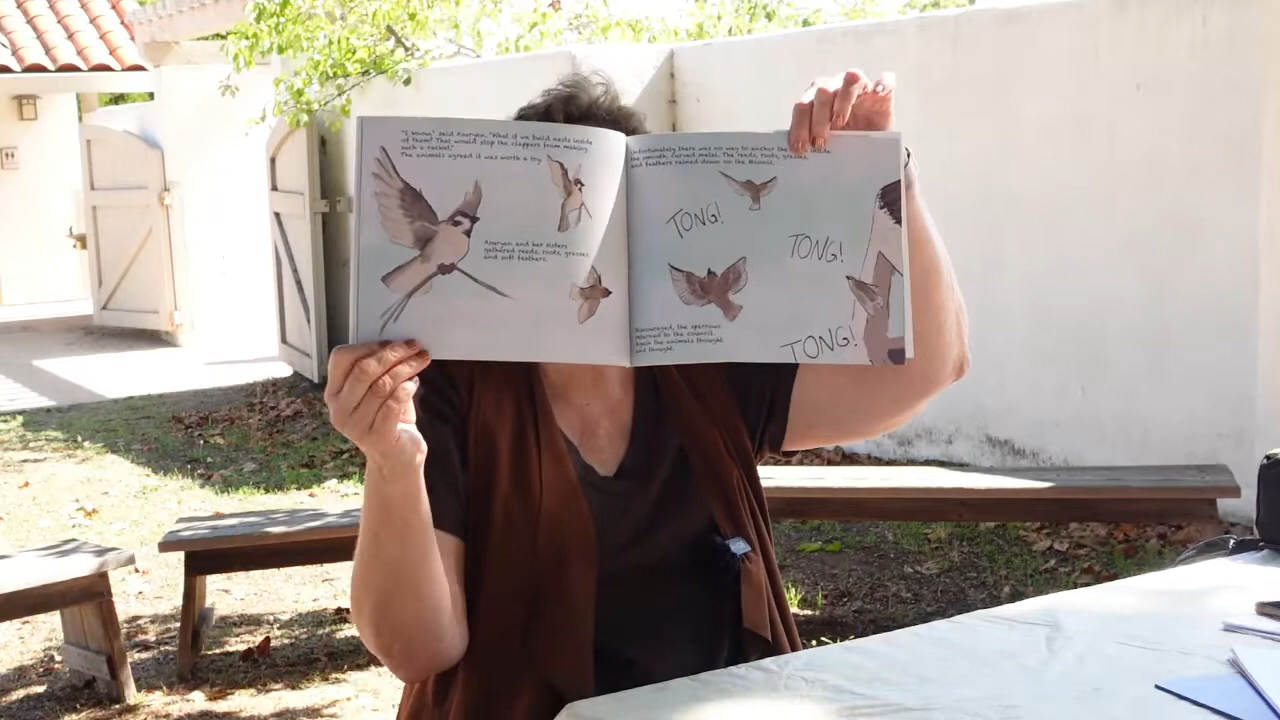 "I know," said Azuryan. "What if we build nests inside
of them? That would stop the clappers from making
such a racket."
The animals agreed it was worth a try.
Azuryan and her sisters
gathered reeds, roots, grasses
and soft feathers.
Unfortunately there was no way to anchor the inside
the smooth, curved metal. The reeds, roots, grasses,
and feathers rained down on the Mission.
TONG!
TONG!
TONG!
Discouraged, the sparrows
returned to the council.
Again the animals thought
and thought.